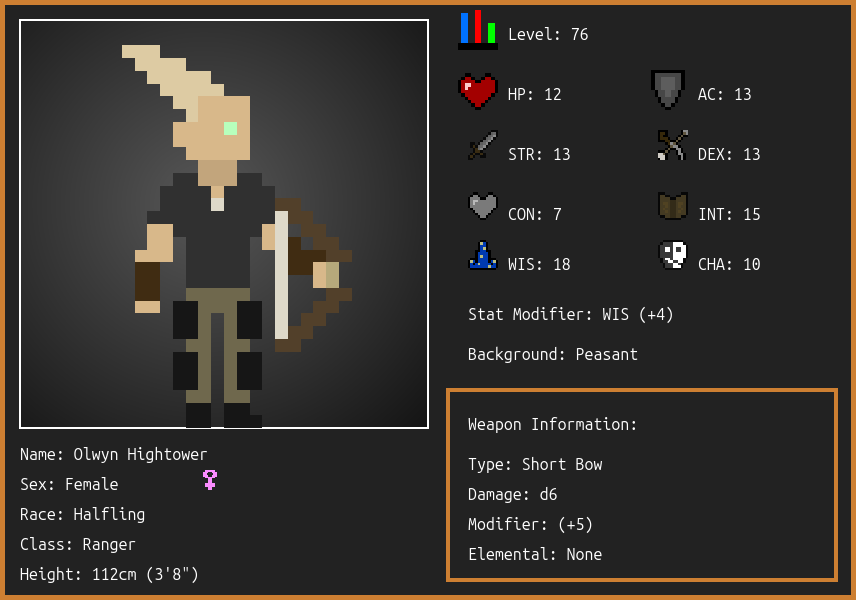 Level: 76
HP: 12
AC: 13
STR: 13
DEX: 13
CON: 7
INT: 15
WIS: 18
CHA: 10
Stat Modifier: WIS (+4)
Background: Peasant
Weapon Information:
Type: Short Bow
Damage: d6
Modifier: (+5)
Elemental: None
Name: Olwyn Hightower
Sex: Female
Race: Halfling
Class: Ranger
Height: 112cm (3'8")